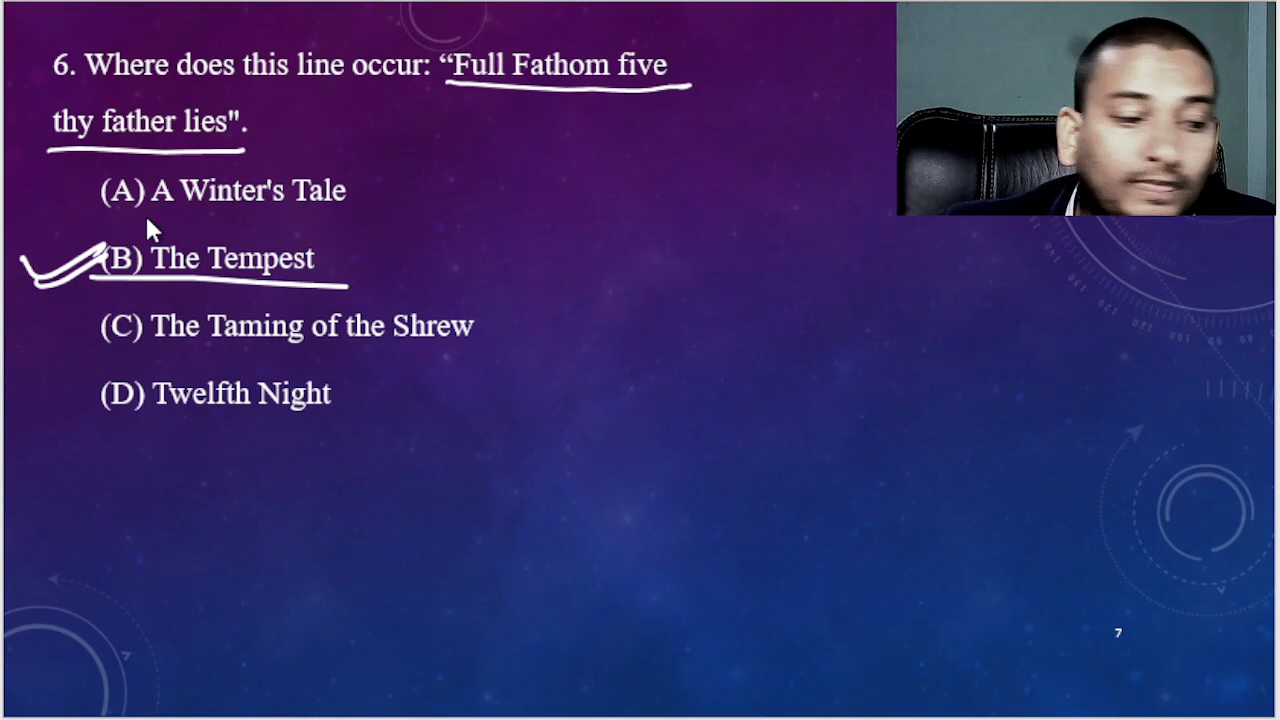 6. Where does this line occur: “Full Fathom five
thy father lies".
(A) A Winter's Tale
(B) The Tempest
(C) The Taming of the Shrew
(D) Twelfth Night
7